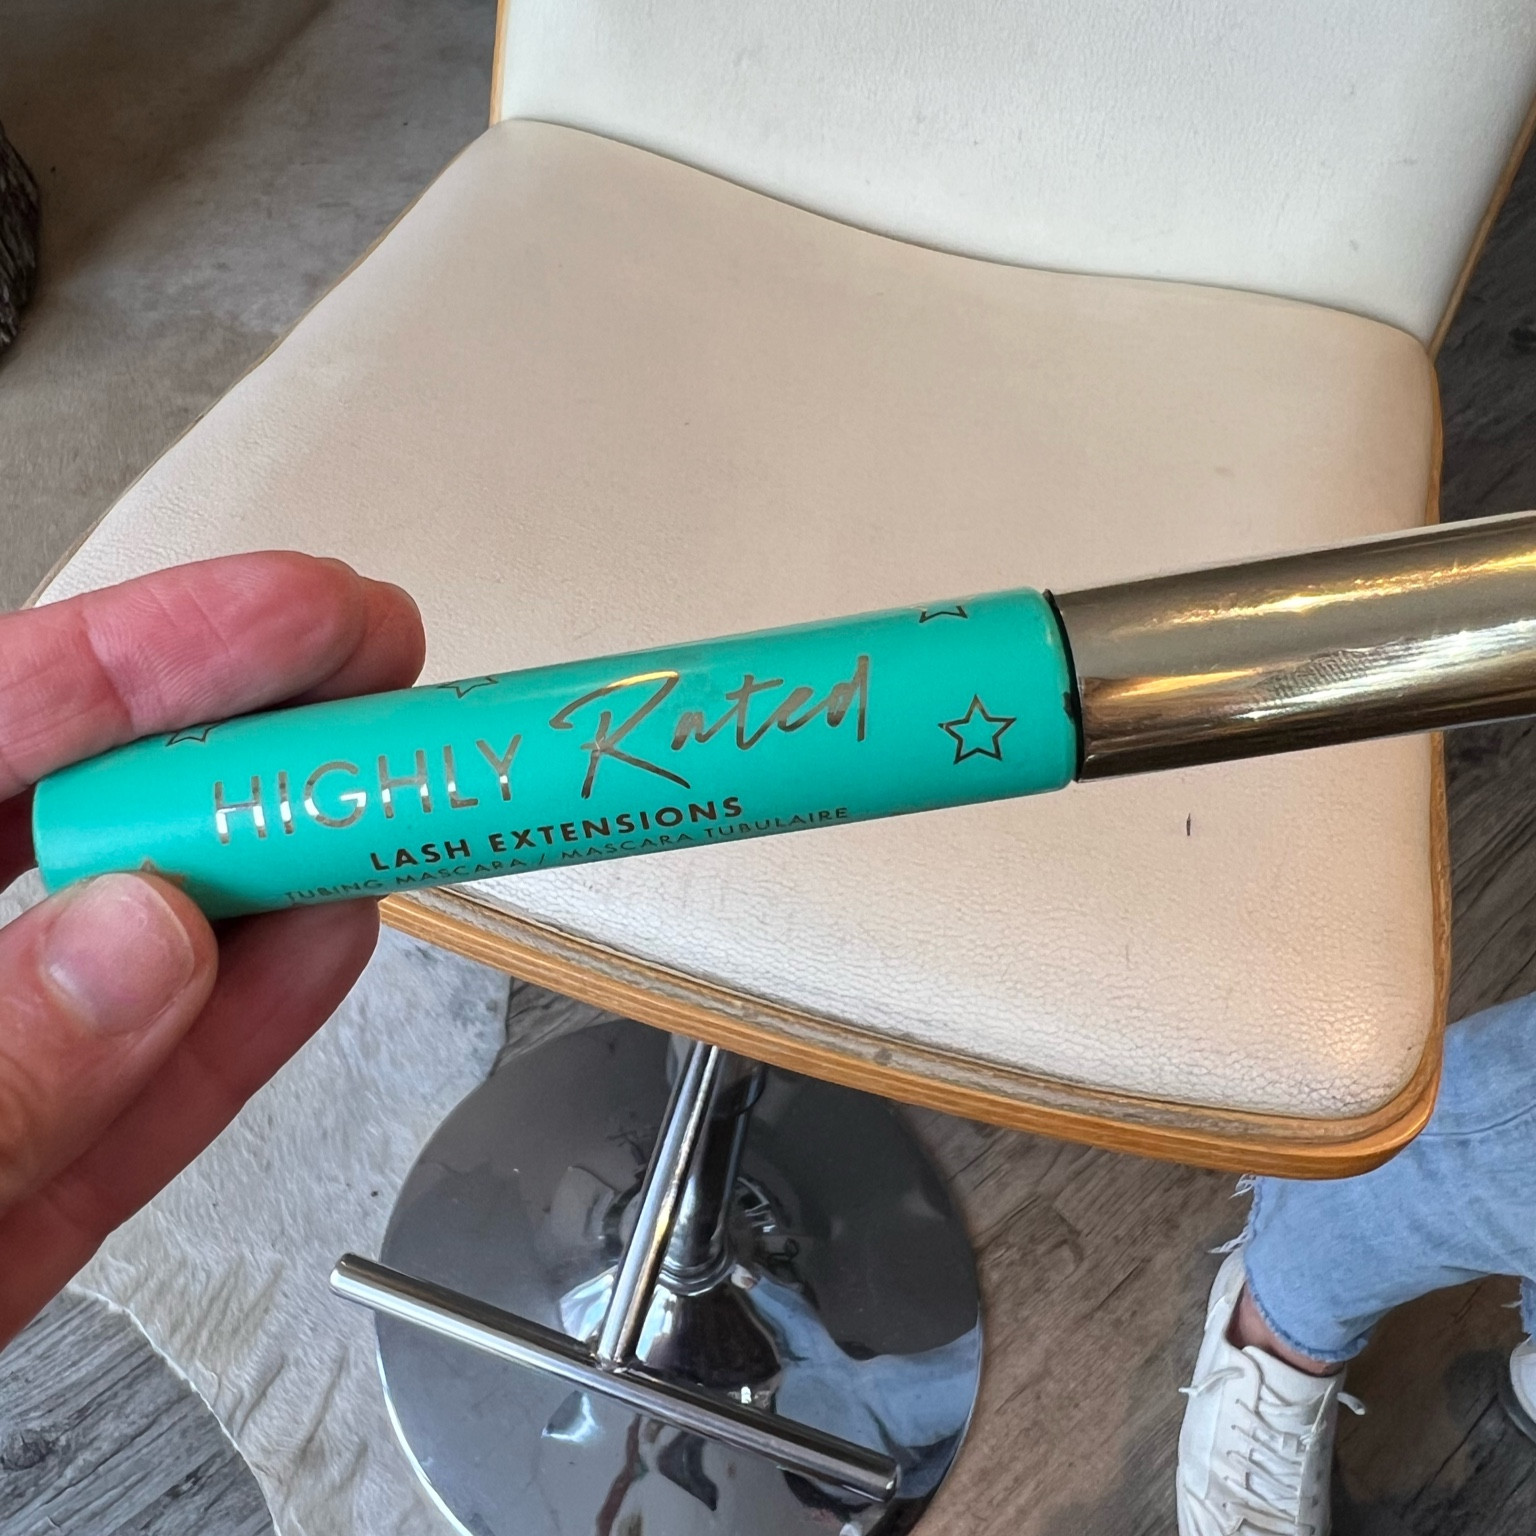 HIGHLY Rated
LASH EXTENSIONS
TUBING MASCARA / MASCARA TUBULAIRE